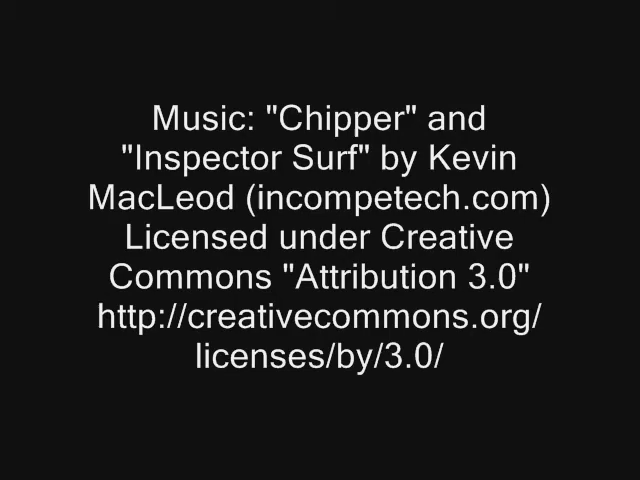 Music: "Chipper" and
"Inspector Surf" by Kevin
MacLeod (incompetech.com)
Licensed under Creative
Commons "Attribution 3.0"
http://creativecommons.org/
licenses/by/3.0/